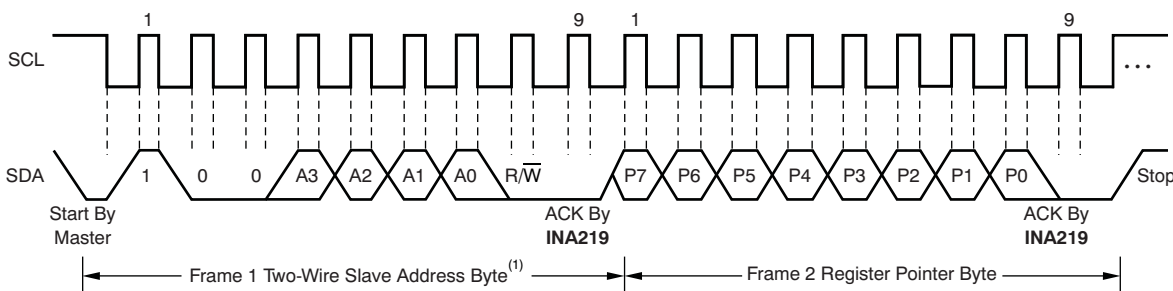 1 9 1 9
SCL ...
SDA 1 0 0 A3 A2 A1 A0 R/W̅ P7 P6 P5 P4 P3 P2 P1 P0 Stop
Start By Master
ACK By INA219
ACK By INA219
Frame 1 Two-Wire Slave Address Byte(1)
Frame 2 Register Pointer Byte